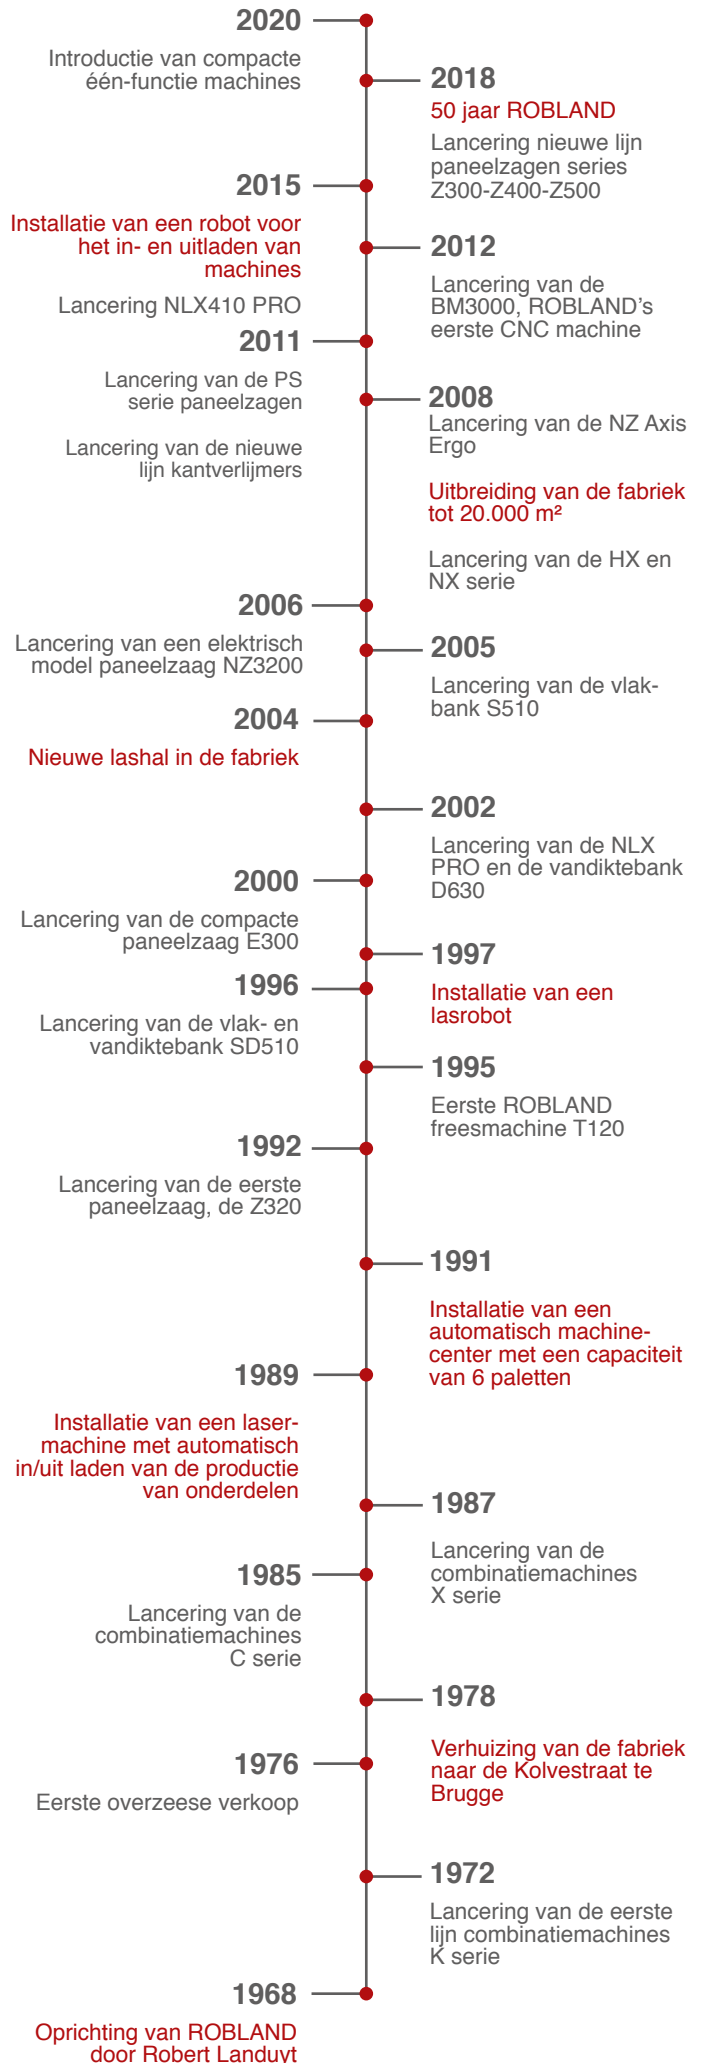 2020
Introductie van compacte
één-functie machines
2018
50 jaar ROBLAND
Lancering nieuwe lijn
paneelzagen series
Z300-Z400-Z500
2015
Installatie van een robot voor
het in- en uitladen van
machines
Lancering NLX410 PRO
2012
Lancering van de
BM3000, ROBLAND's
eerste CNC machine
2011
Lancering van de PS
serie paneelzagen
Lancering van de nieuwe
lijn kantverlijmers
2008
Lancering van de NZ Axis
Ergo
Uitbreiding van de fabriek
tot 20.000 m²
Lancering van de HX en
NX serie
2006
Lancering van een elektrisch
model paneelzaag NZ3200
2005
Lancering van de vlak-
bank S510
2004
Nieuwe lashal in de fabriek
2002
Lancering van de NLX
PRO en de vandiktebank
D630
2000
Lancering van de compacte
paneelzaag E300
1997
Installatie van een
lasrobot
1996
Lancering van de vlak- en
vandiktebank SD510
1995
Eerste ROBLAND
freesmachine T120
1992
Lancering van de eerste
paneelzaag, de Z320
1991
Installatie van een
automatisch machine-
center met een capaciteit
van 6 paletten
1989
Installatie van een laser-
machine met automatisch
in/uit laden van de productie
van onderdelen
1987
Lancering van de
combinatiemachines
X serie
1985
Lancering van de
combinatiemachines
C serie
1978
Verhuizing van de fabriek
naar de Kolvestraat te
Brugge
1976
Eerste overzeese verkoop
1972
Lancering van de eerste
lijn combinatiemachines
K serie
1968
Oprichting van ROBLAND
door Robert Landuyt